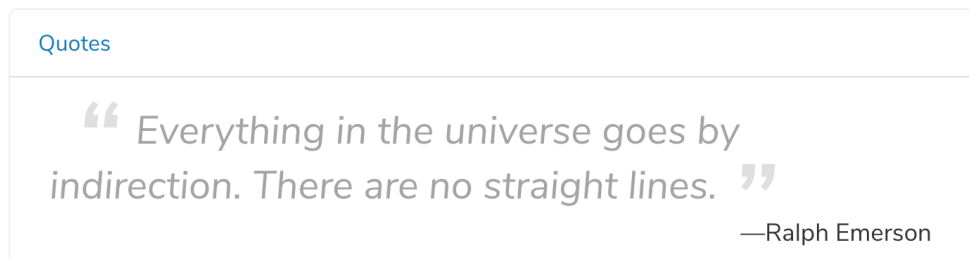 Quotes
“ Everything in the universe goes by
indirection. There are no straight lines. ”
—Ralph Emerson